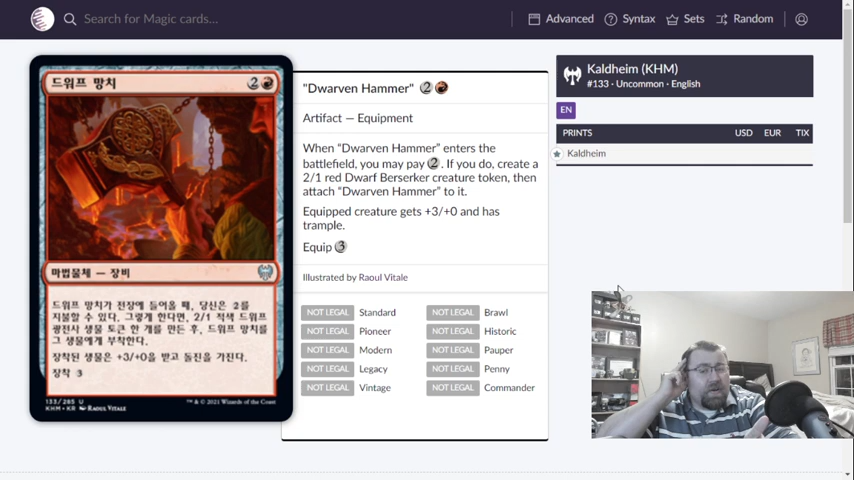 Search for Magic cards...
Advanced
Syntax
Sets
Random
드워프 망치 2
마법물체 — 장비
드워프 망치가 전장에 들어올 때, 당신은 2를
지불할 수 있다. 그렇게 한다면, 2/1 적색 드워프
광전사 생물 토큰 한 개를 만든 후, 드워프 망치를
그 생물에게 부착한다.
장착된 생물은 +3/+0을 받고 돌진을 가진다.
장착 3
133/285 U
KHM • KR RAOUL VITALE
™ & © 2021 Wizards of the Coast
"Dwarven Hammer" 2
Artifact — Equipment
When "Dwarven Hammer" enters the
battlefield, you may pay 2. If you do, create a
2/1 red Dwarf Berserker creature token, then
attach "Dwarven Hammer" to it.
Equipped creature gets +3/+0 and has
trample.
Equip 3
Illustrated by Raoul Vitale
NOT LEGAL Standard NOT LEGAL Brawl
NOT LEGAL Pioneer NOT LEGAL Historic
NOT LEGAL Modern NOT LEGAL Pauper
NOT LEGAL Legacy NOT LEGAL Penny
NOT LEGAL Vintage NOT LEGAL Commander
Kaldheim (KHM)
#133 · Uncommon · English
EN
PRINTS USD EUR TIX
Kaldheim